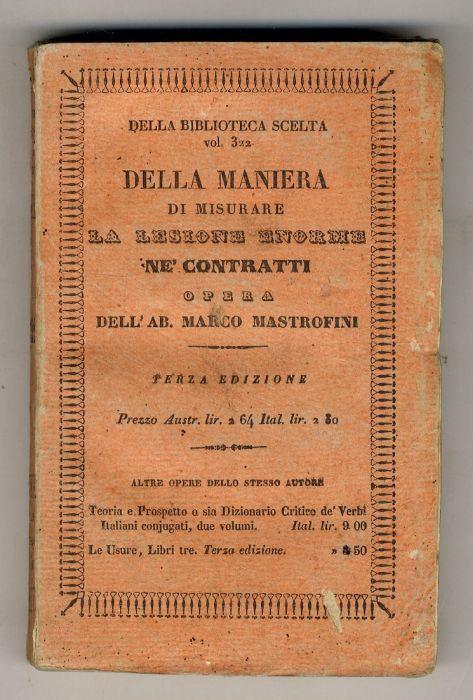 DELLA BIBLIOTECA SCELTA
vol. 322
DELLA MANIERA
DI MISURARE
LA LESIONE ENORME
NE' CONTRATTI
OPERA
DELL' AB. MARCO MASTROFINI
TERZA EDIZIONE
Prezzo Austr. lir. 2 64 Ital. lir. 2 30
ALTRE OPERE DELLO STESSO AUTORE
Teoria e Prospetto o sia Dizionario Critico de' Verbi
Italiani conjugati, due volumi. Ital. lir. 9 00
Le Usure, Libri tre. Terza edizione. » 50